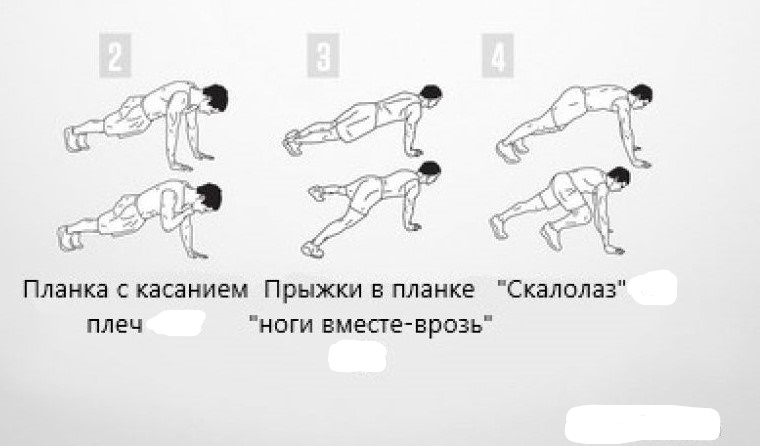 2 3 4
Планка с касанием Прыжки в планке "Скалолаз"
плеч "ноги вместе-врозь"